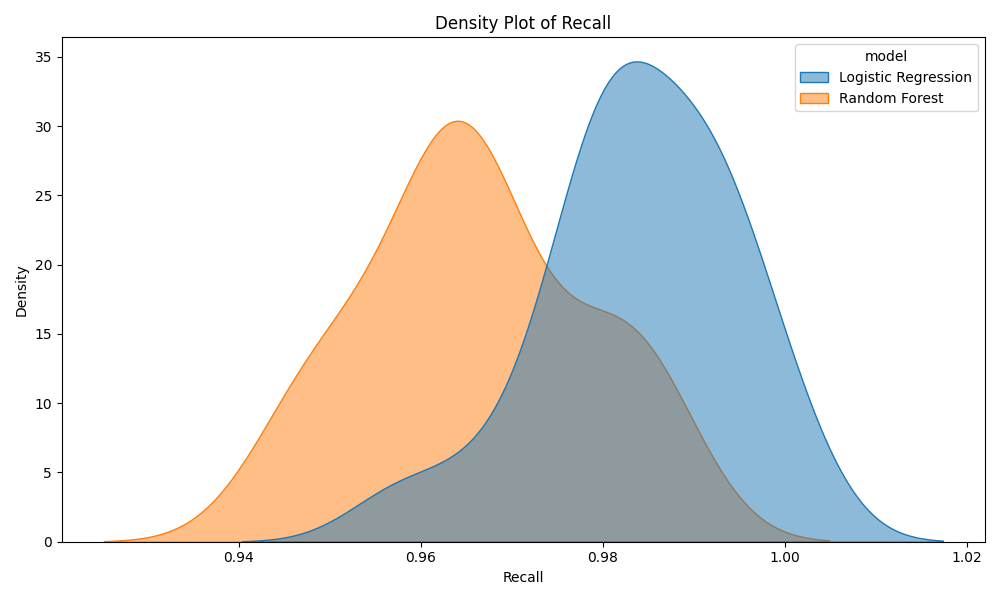 Density Plot of Recall
model
Logistic Regression
Random Forest
Density
35
30
25
20
15
10
5
0
0.94
0.96
0.98
1.00
1.02
Recall